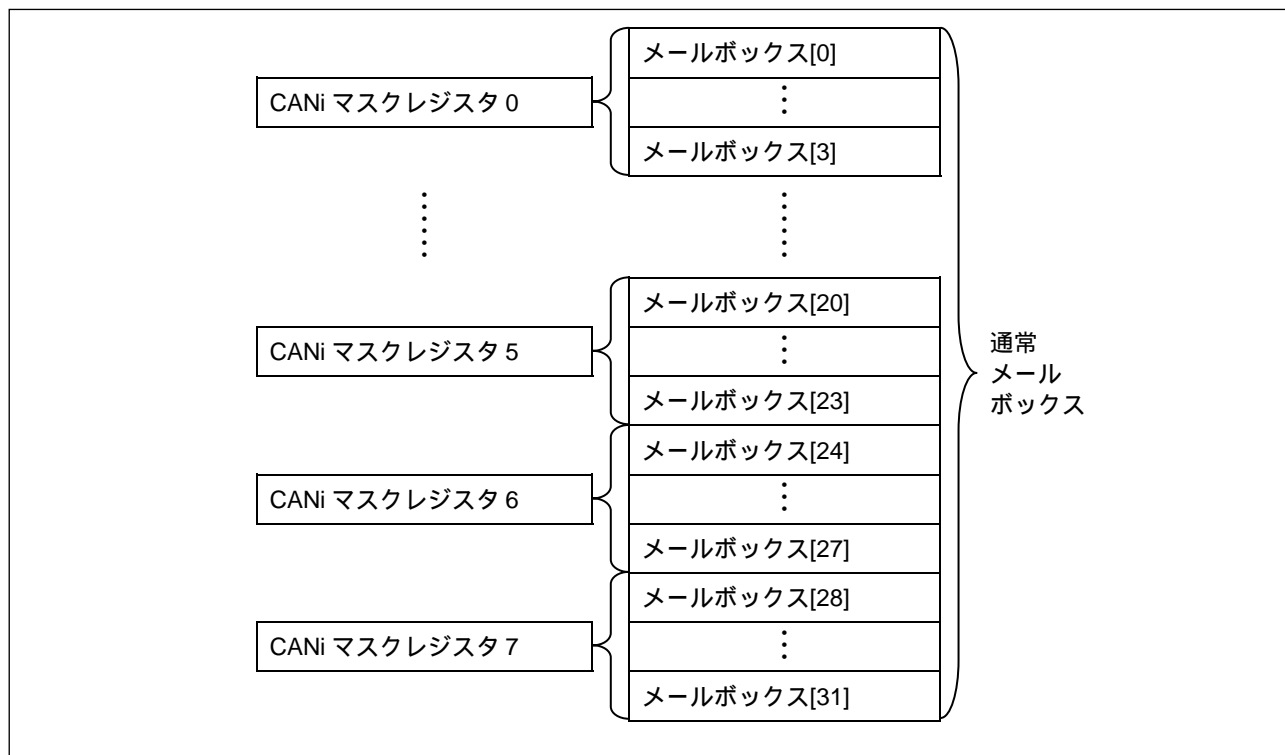 メールボックス[0]
CANi マスクレジスタ 0
⋮
メールボックス[3]
⋮
⋮
メールボックス[20]
CANi マスクレジスタ 5
⋮
メールボックス[23]
メールボックス[24]
CANi マスクレジスタ 6
⋮
メールボックス[27]
メールボックス[28]
CANi マスクレジスタ 7
⋮
メールボックス[31]
通常
メール
ボックス